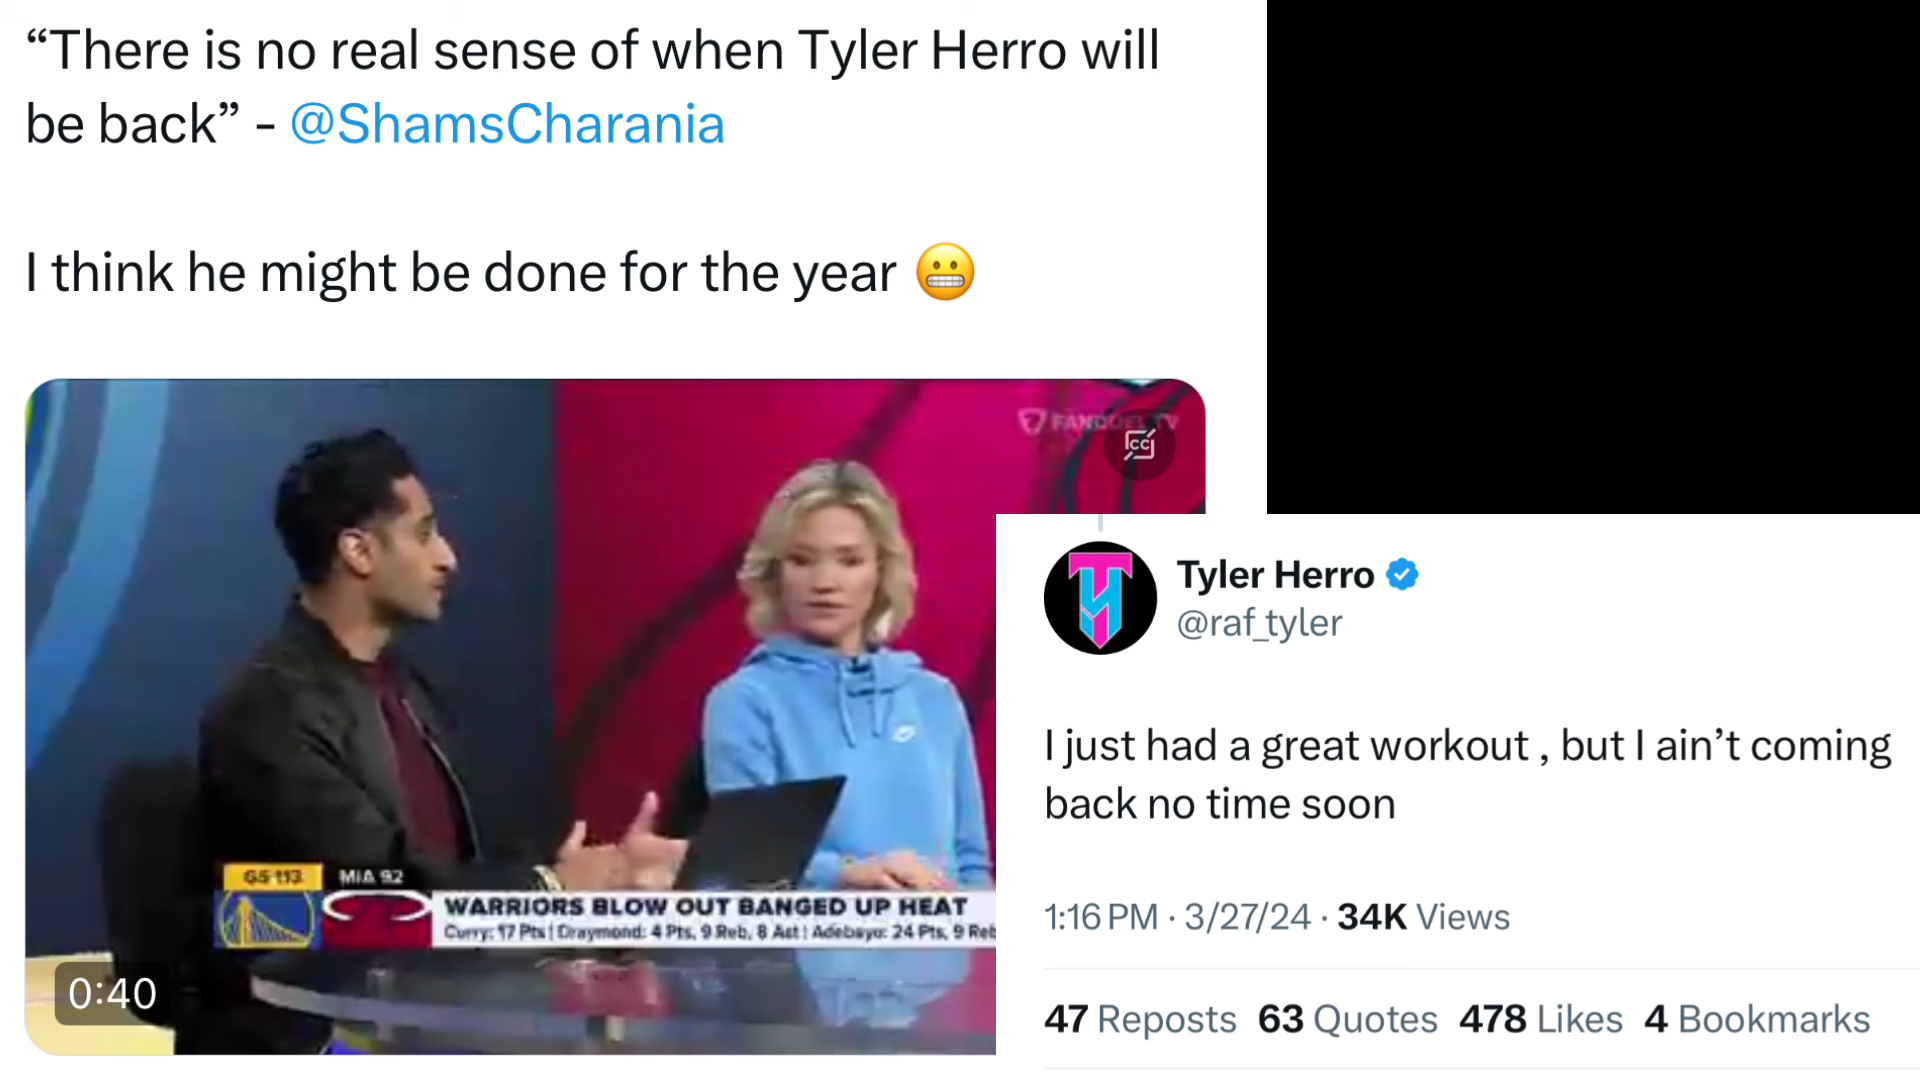 “There is no real sense of when Tyler Herro will
be back” - @ShamsCharania
I think he might be done for the year 😬
FANDUEL TV
CC
GS 113 MIA 92
WARRIORS BLOW OUT BANGED UP HEAT
Curry: 17 Pts | Draymond: 4 Pts, 9 Reb, 8 Ast | Adebayo: 24 Pts, 9 Reb
0:40
Tyler Herro
@raf_tyler
I just had a great workout , but I ain’t coming
back no time soon
1:16 PM · 3/27/24 · 34K Views
47 Reposts 63 Quotes 478 Likes 4 Bookmarks